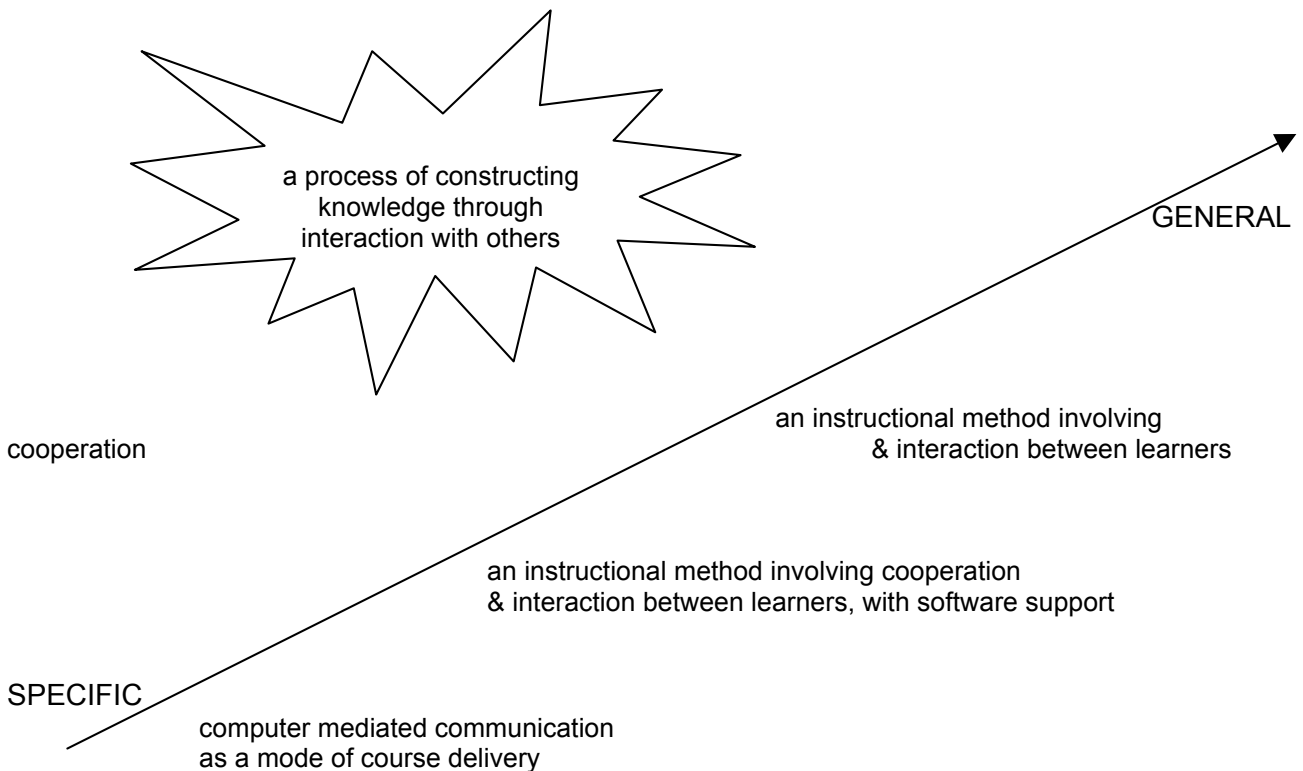 a process of constructing
knowledge through
interaction with others
GENERAL
an instructional method involving
cooperation
& interaction between learners
an instructional method involving cooperation
& interaction between learners, with software support
SPECIFIC
computer mediated communication
as a mode of course delivery